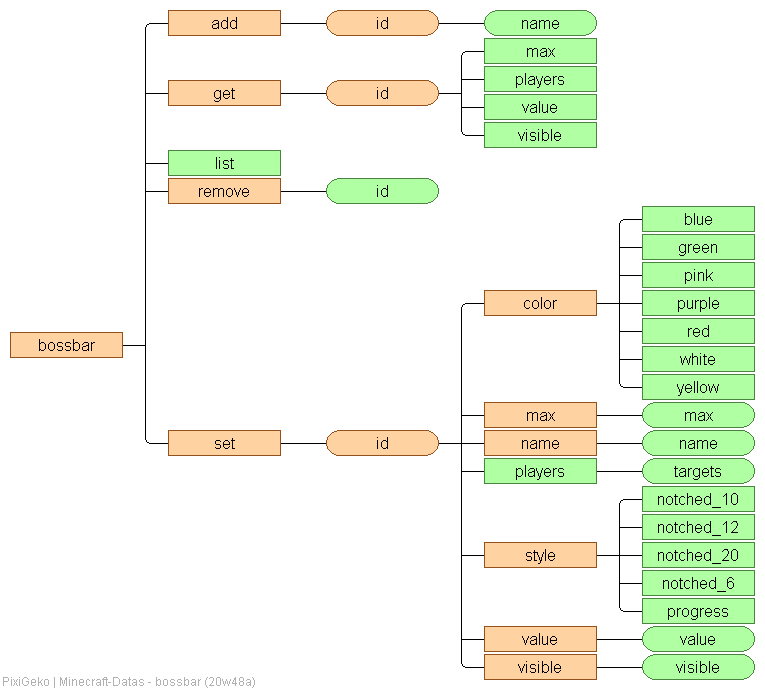 bossbar
add
id
name
get
id
max
players
value
visible
list
remove
id
set
id
color
blue
green
pink
purple
red
white
yellow
max
max
name
name
players
targets
style
notched_10
notched_12
notched_20
notched_6
progress
value
value
visible
visible
PixiGeko | Minecraft-Datas - bossbar (20w48a)